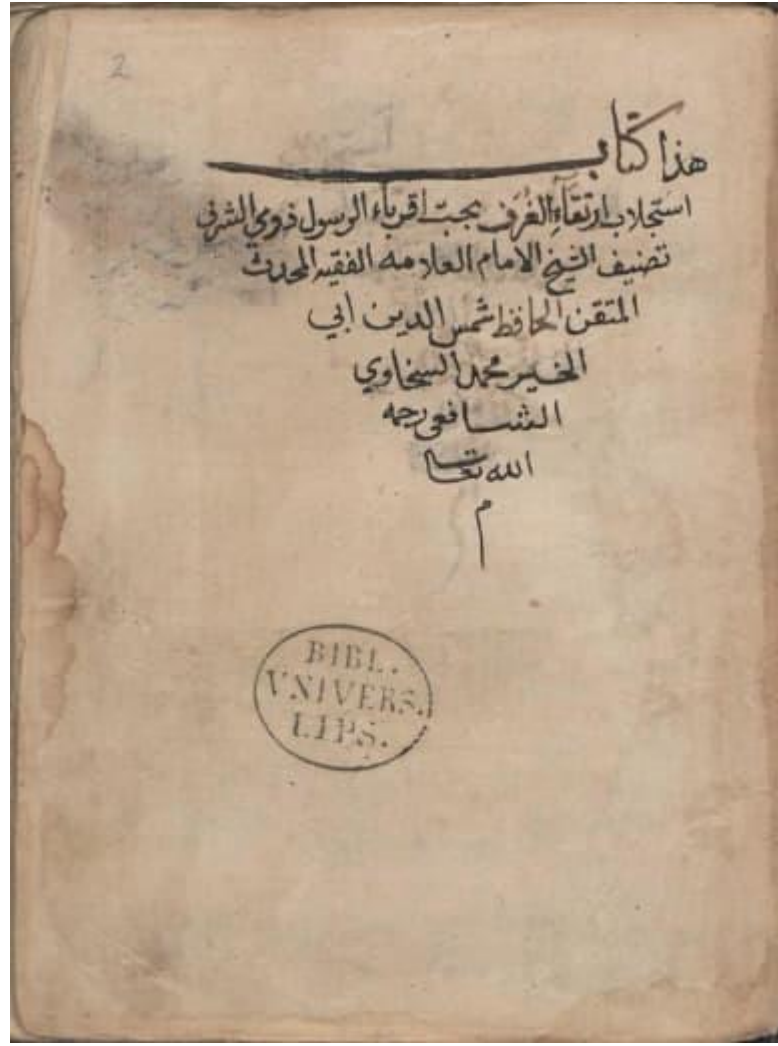 2
هذا كتاب
استجلاب ارتقاء الغرف بحب اقرباء الرسول ذوي الشرف
تصنيف الشيخ الامام العلامه الفقيه المحدث
المتقن الحافظ شمس الدين ابي
الخير محمد السخاوي
الشافعي رحمه
الله تعا
م
BIBL.
VNIVERS.
LIPS.